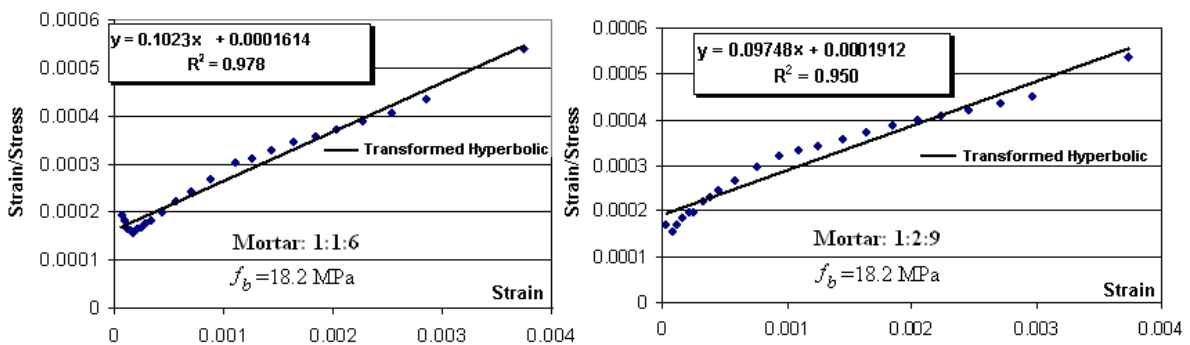 0.0006
0.0005
0.0004
0.0003
0.0002
0.0001
0
Strain/Stress
y = 0.1023x + 0.0001614
R² = 0.978
Transformed Hyperbolic
Mortar: 1:1:6
f_b =18.2 MPa
Strain
0 0.001 0.002 0.003 0.004
0.0006
0.0005
0.0004
0.0003
0.0002
0.0001
0
Strain/Stress
y = 0.09748x + 0.0001912
R² = 0.950
Transformed Hyperbolic
Mortar: 1:2:9
f_b =18.2 MPa
Strain
0 0.001 0.002 0.003 0.004